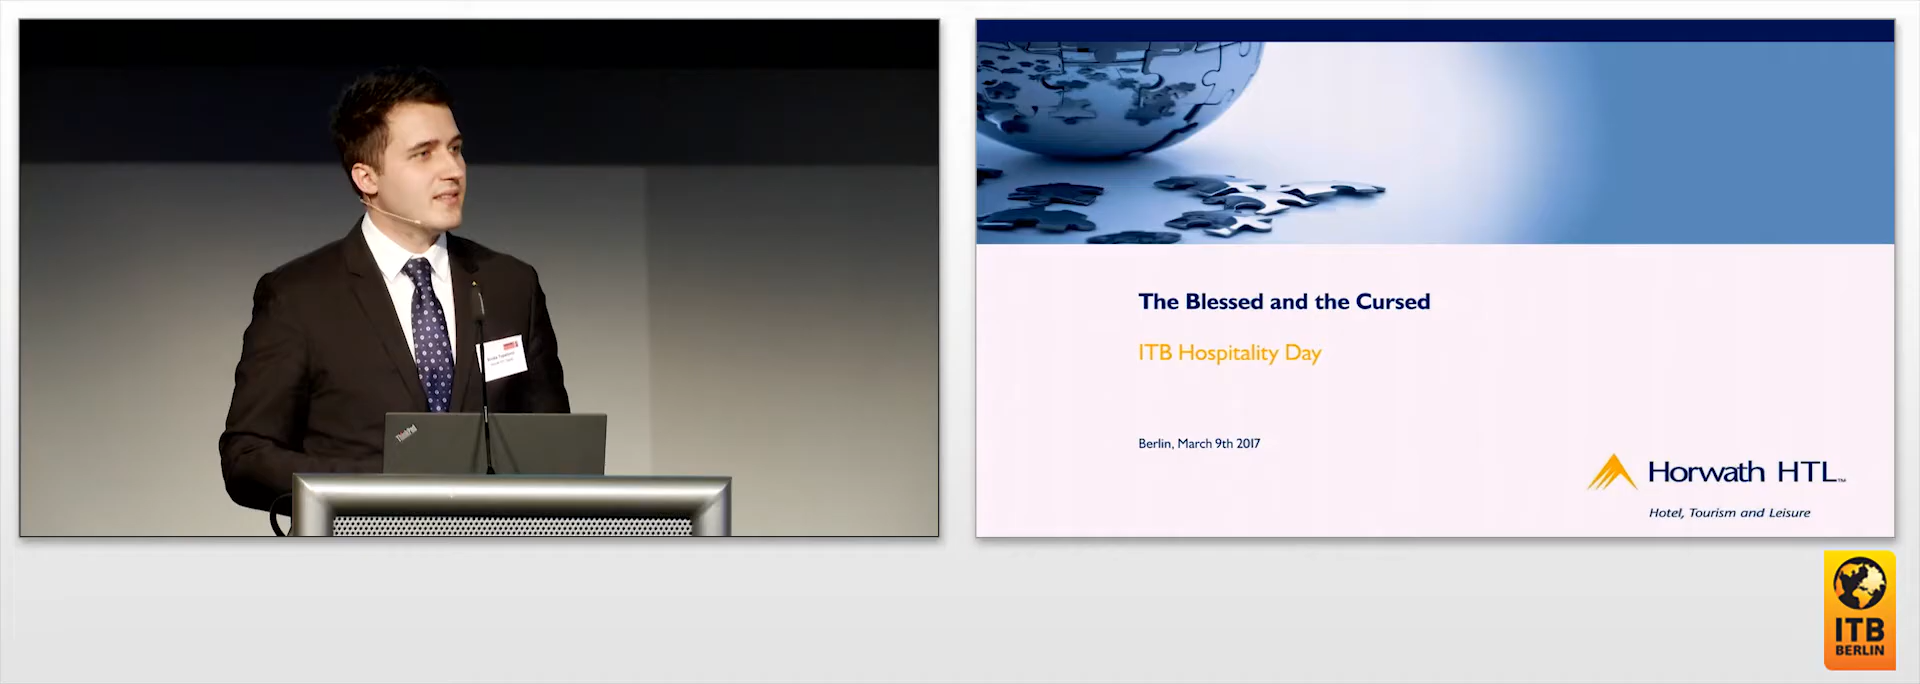 ThinkPad
The Blessed and the Cursed
ITB Hospitality Day
Berlin, March 9th 2017
Horwath HTL™
Hotel, Tourism and Leisure
ITB
BERLIN